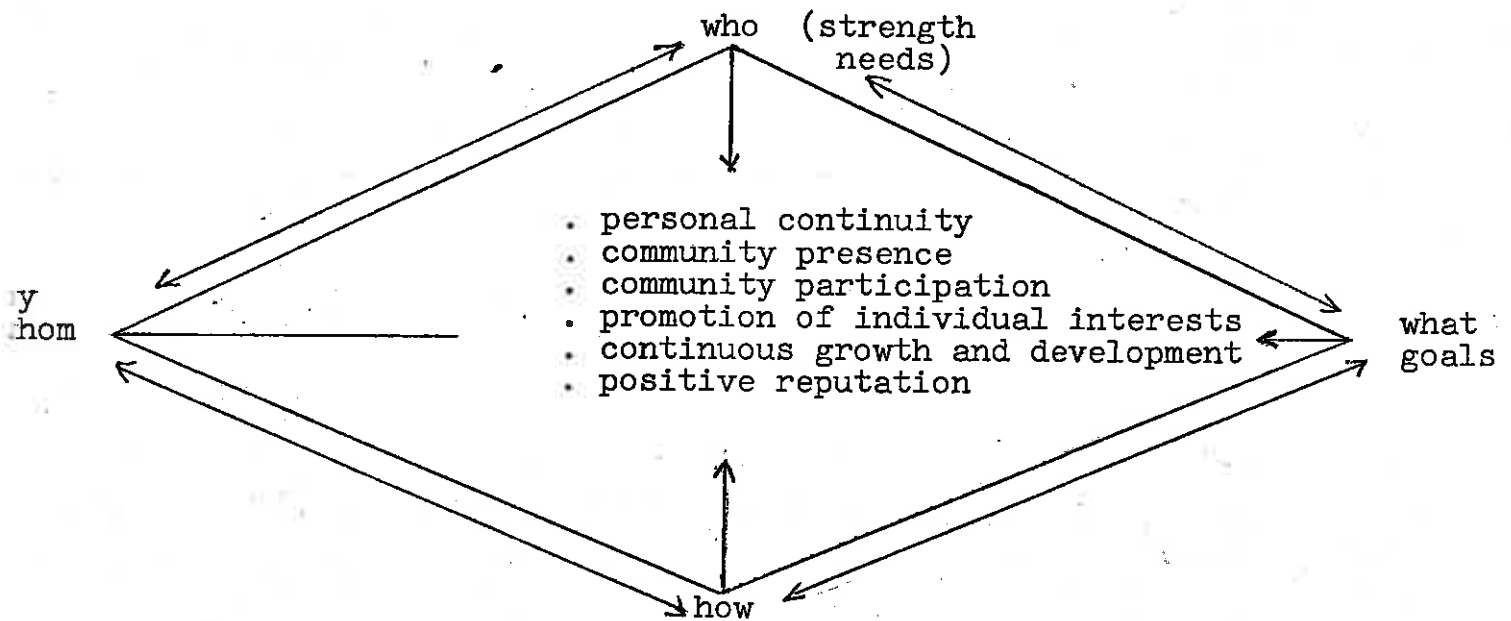 who (strength
needs)
. personal continuity
. community presence
. community participation
y
hom
. promotion of individual interests
. continuous growth and development
. positive reputation
what
goals
how